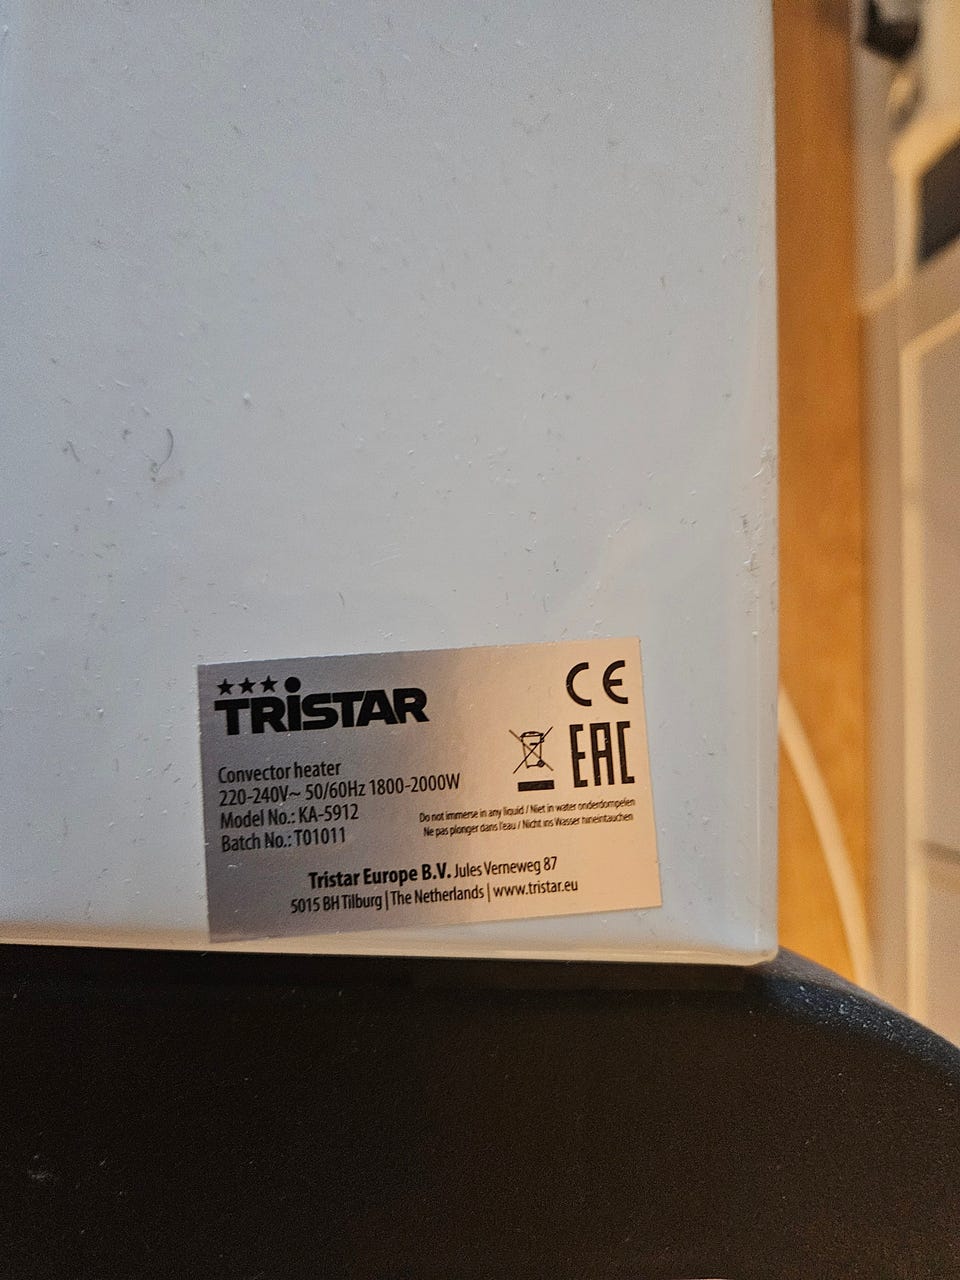 TRISTAR
CE
EAC
Convector heater
220-240V~ 50/60Hz 1800-2000W
Model No.: KA-5912
Batch No.: T01011
Do not immerse in any liquid / Niet in water onderdompelen
Ne pas plonger dans l'eau / Nicht ins Wasser hineintauchen
Tristar Europe B.V. Jules Verneweg 87
5015 BH Tilburg | The Netherlands | www.tristar.eu